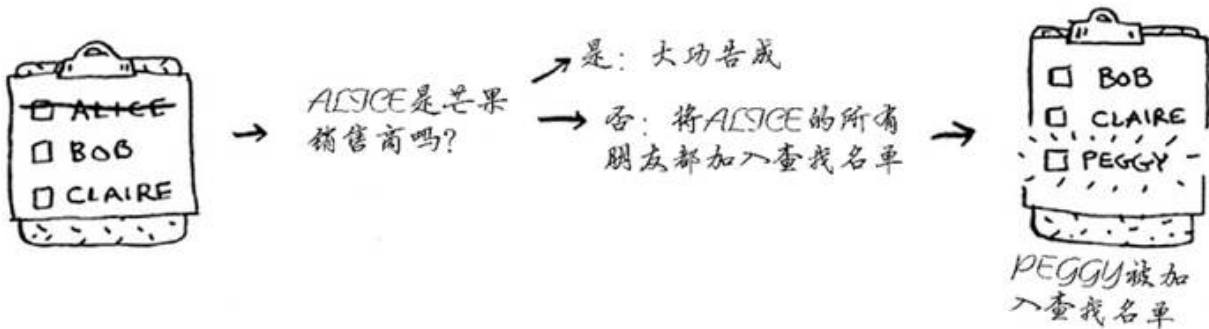 ALICE
BOB
CLAIRE
ALICE是芒果
销售商吗？
是：大功告成
否：将ALICE的所有
朋友都加入查找名单
BOB
CLAIRE
PEGGY
PEGGY被加
入查找名单